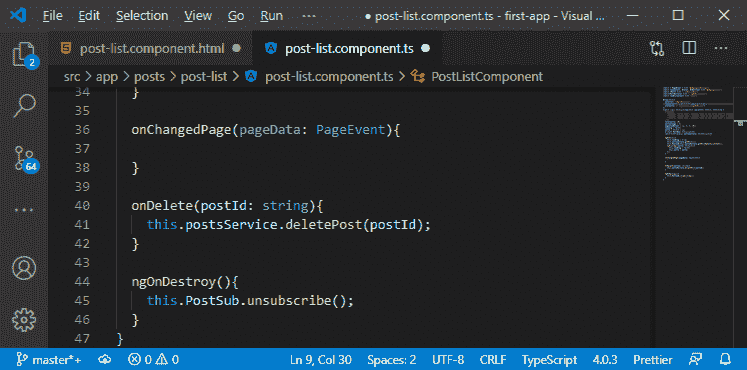 File Edit Selection View Go Run ··· ● post-list.component.ts - first-app - Visual ...
post-list.component.html ● post-list.component.ts ●
src > app > posts > post-list > post-list.component.ts > PostListComponent
34 }
35
36 onChangedPage(pageData: PageEvent){
37
38 }
39
40 onDelete(postId: string){
41 this.postsService.deletePost(postId);
42 }
43
44 ngOnDestroy(){
45 this.PostSub.unsubscribe();
46 }
47 }
2
64
master*+ 0 0 Ln 9, Col 30 Spaces: 2 UTF-8 CRLF TypeScript 4.0.3 Prettier